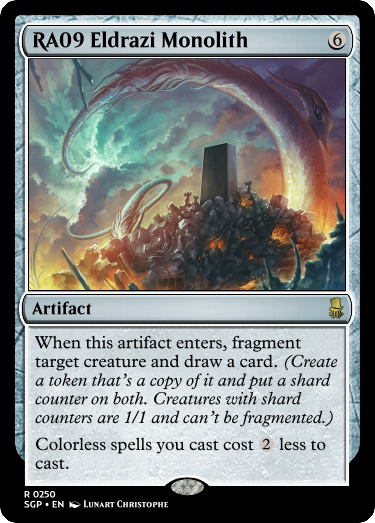 RA09 Eldrazi Monolith 6
Artifact
When this artifact enters, fragment
target creature and draw a card. (Create
a token that's a copy of it and put a shard
counter on both. Creatures with shard
counters are 1/1 and can't be fragmented.)
Colorless spells you cast cost 2 less to
cast.
R 0250
SGP • EN Lunart Christophe